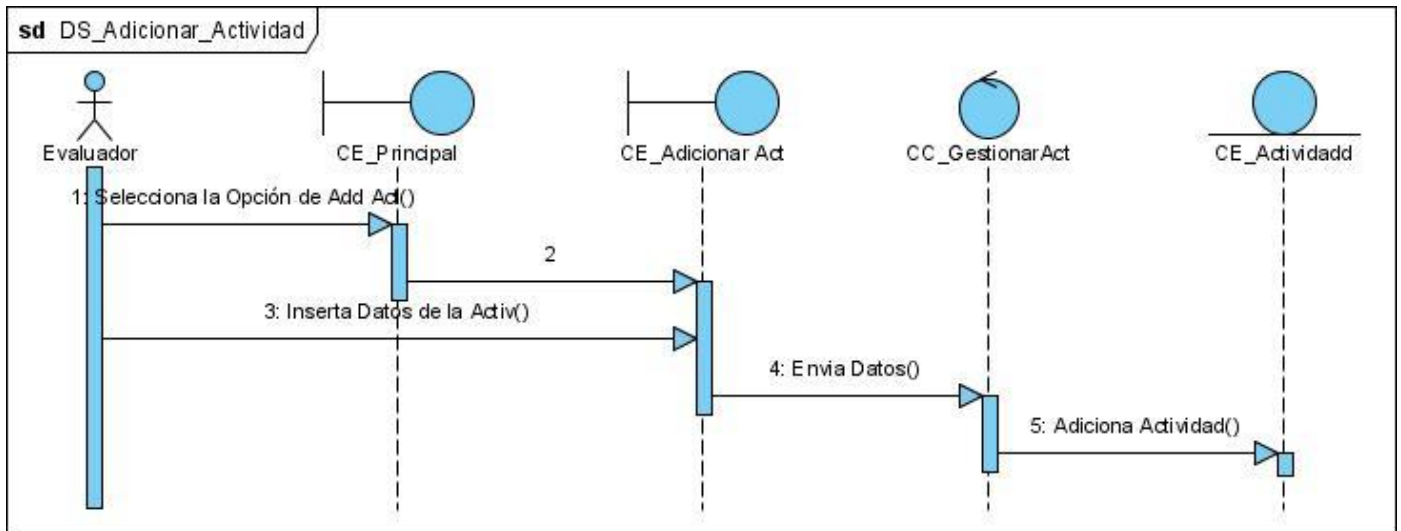 sd DS_Adicionar_Actividad
Evaluador
CE_Principal
CE_Adicionar Act
CC_GestionarAct
CE_Actividadd
1: Selecciona la Opción de Add Act()
2
3: Inserta Datos de la Activ()
4: Envia Datos()
5: Adiciona Actividad()